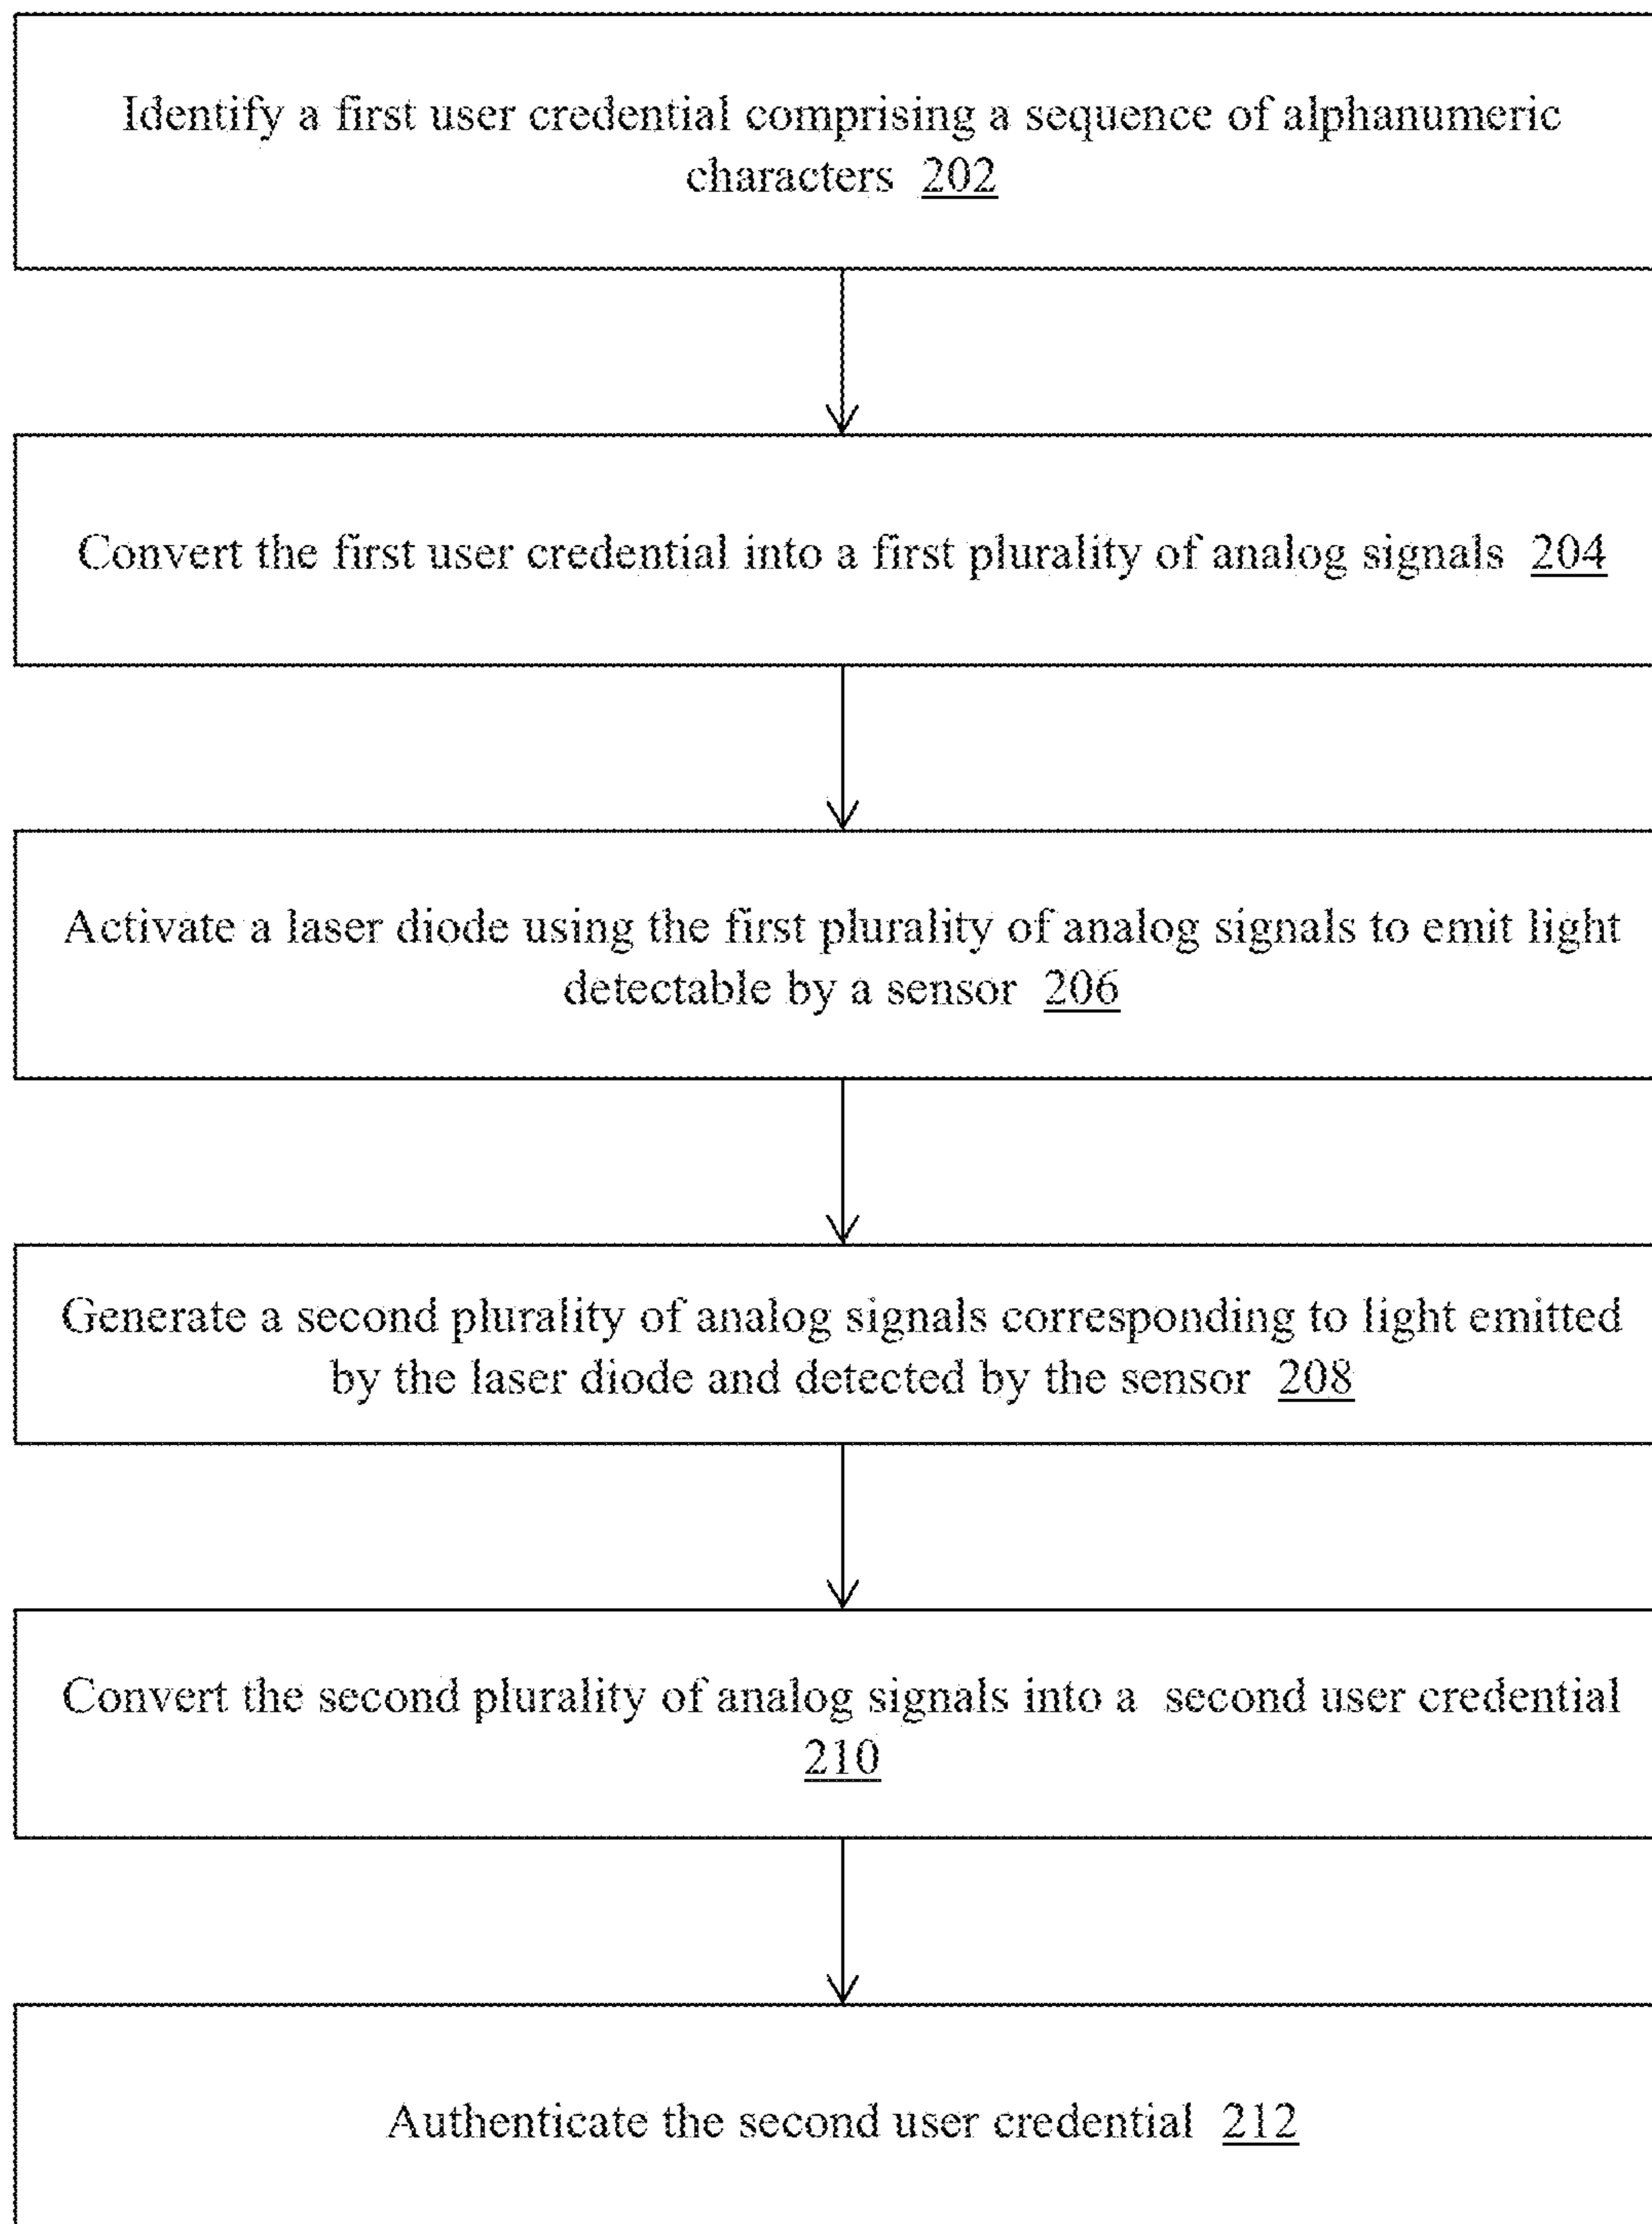 Identify a first user credential comprising a sequence of alphanumeric
characters 202
Convert the first user credential into a first plurality of analog signals 204
Activate a laser diode using the first plurality of analog signals to emit light
detectable by a sensor 206
Generate a second plurality of analog signals corresponding to light emitted
by the laser diode and detected by the sensor 208
Convert the second plurality of analog signals into a second user credential
210
Authenticate the second user credential 212